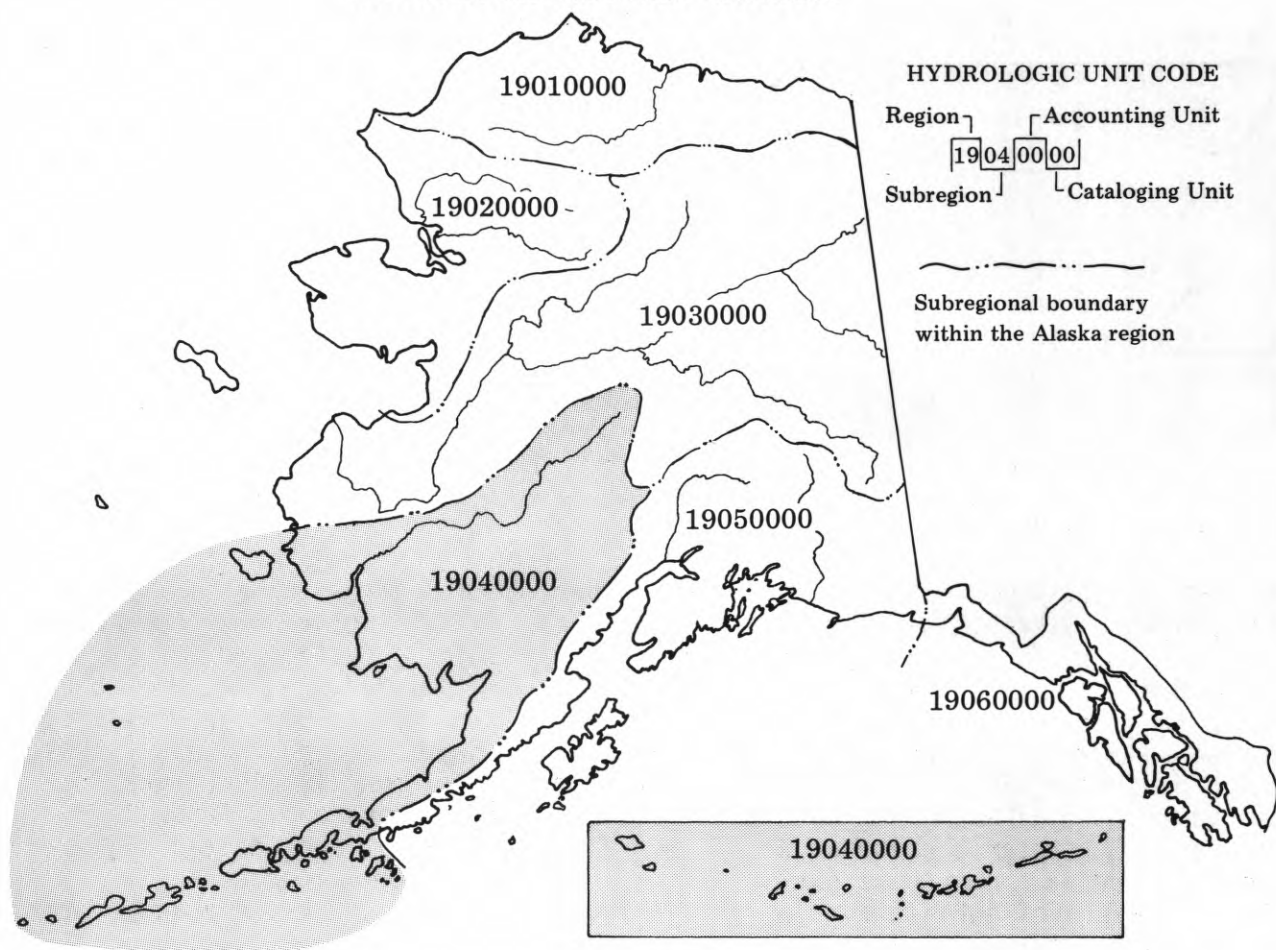 19010000
HYDROLOGIC UNIT CODE
Region
Accounting Unit
19 04 00 00
Subregion
Cataloging Unit
19020000
Subregional boundary
within the Alaska region
19030000
19050000
19040000
19060000
19040000